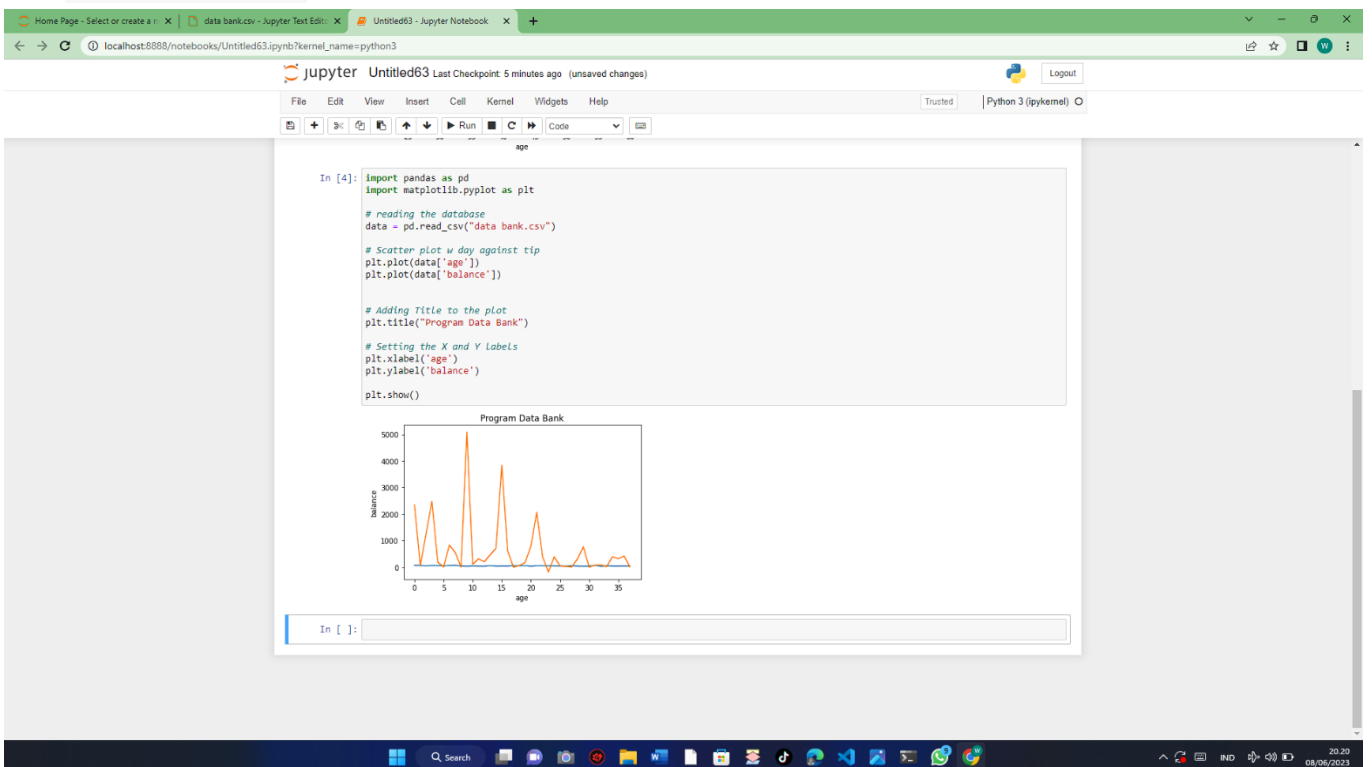 Home Page - Select or create a n
data bank.csv - Jupyter Text Edito
Untitled63 - Jupyter Notebook
localhost:8888/notebooks/Untitled63.ipynb?kernel_name=python3
W
jupyter Untitled63 Last Checkpoint: 5 minutes ago (unsaved changes)
Logout
File Edit View Insert Cell Kernel Widgets Help
Trusted Python 3 (ipykernel)
Run Code
age
In [4]: import pandas as pd
import matplotlib.pyplot as plt
# reading the database
data = pd.read_csv("data bank.csv")
# Scatter plot w day against tip
plt.plot(data['age'])
plt.plot(data['balance'])
# Adding Title to the plot
plt.title("Program Data Bank")
# Setting the X and Y Labels
plt.xlabel('age')
plt.ylabel('balance')
plt.show()
Program Data Bank
5000
4000
3000
2000
1000
0
balance
0 5 10 15 20 25 30 35
age
In [ ]:
Search
IND
20.20
08/06/2023